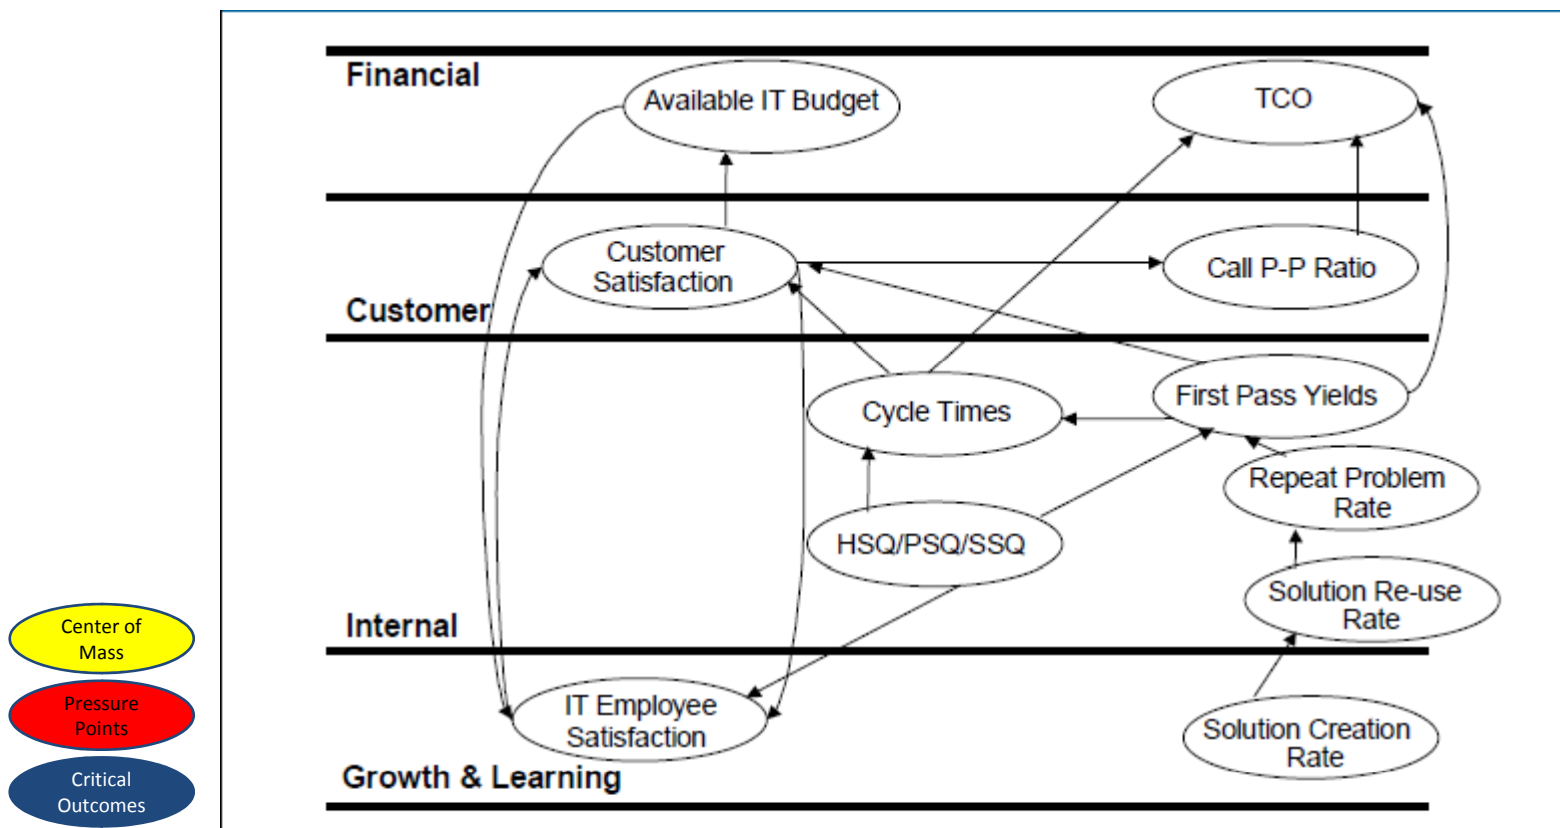 Financial
Available IT Budget
TCO
Customer
Satisfaction
Call P-P Ratio
Customer
Cycle Times
First Pass Yields
Repeat Problem
Rate
HSQ/PSQ/SSQ
Solution Re-use
Rate
Internal
IT Employee
Satisfaction
Solution Creation
Rate
Growth & Learning
Center of
Mass
Pressure
Points
Critical
Outcomes